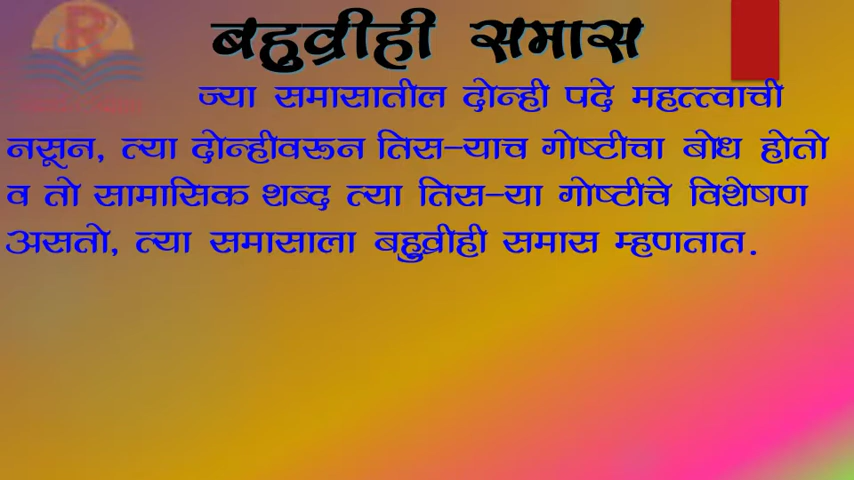 बहुव्रीही समास
ज्या समासातील दोन्ही पदे महत्त्वाची
नसून, त्या दोन्हीवरून तिस-याच गोष्टीचा बोध होतो
व तो सामासिक शब्द त्या तिस-या गोष्टीचे विशेषण
असतो, त्या समासाला बहुव्रीही समास म्हणतात.